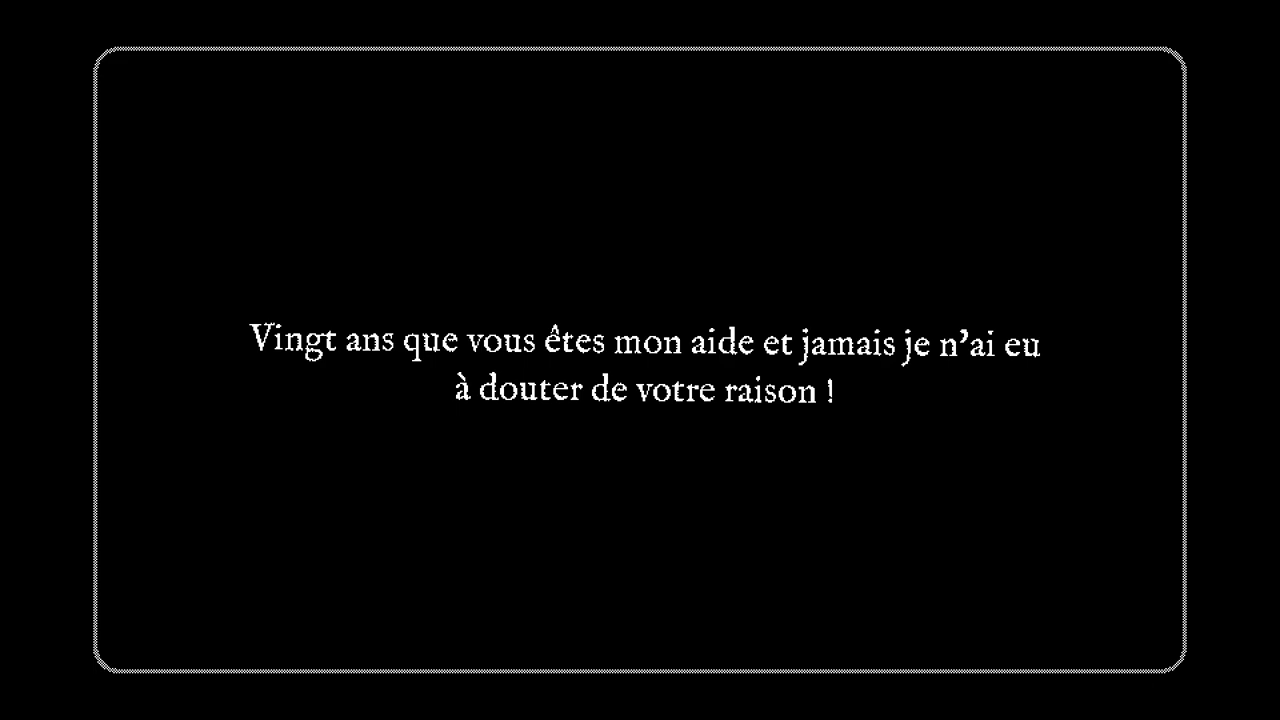 Vingt ans que vous êtes mon aide et jamais je n’ai eu
à douter de votre raison !